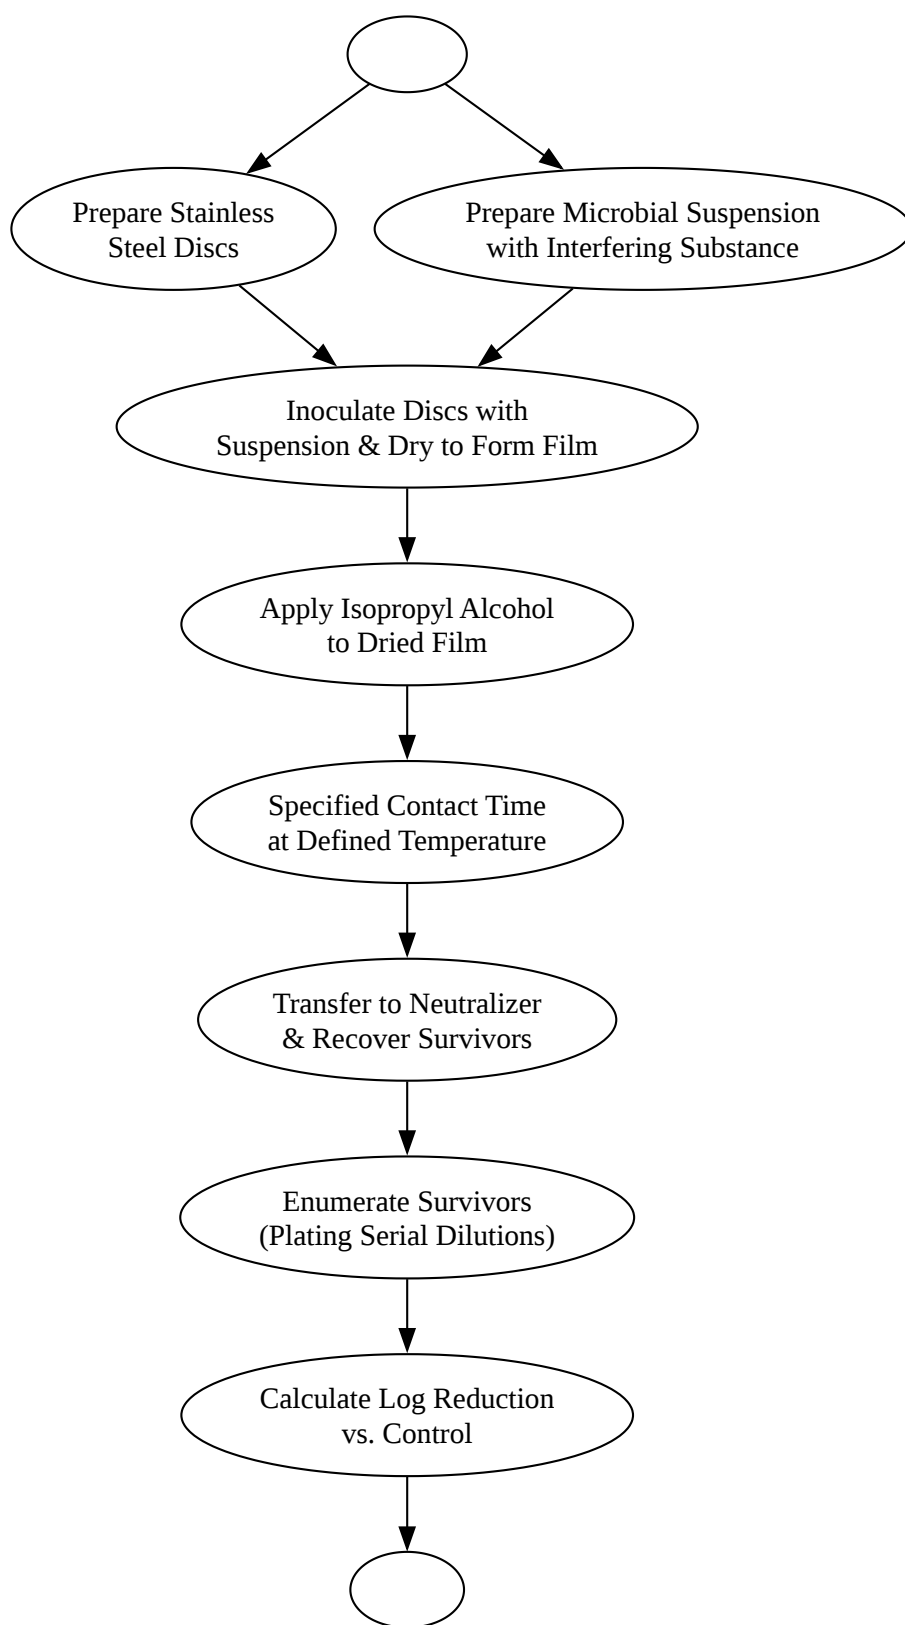 Prepare Stainless
Steel Discs
Prepare Microbial Suspension
with Interfering Substance
Inoculate Discs with
Suspension & Dry to Form Film
Apply Isopropyl Alcohol
to Dried Film
Specified Contact Time
at Defined Temperature
Transfer to Neutralizer
& Recover Survivors
Enumerate Survivors
(Plating Serial Dilutions)
Calculate Log Reduction
vs. Control